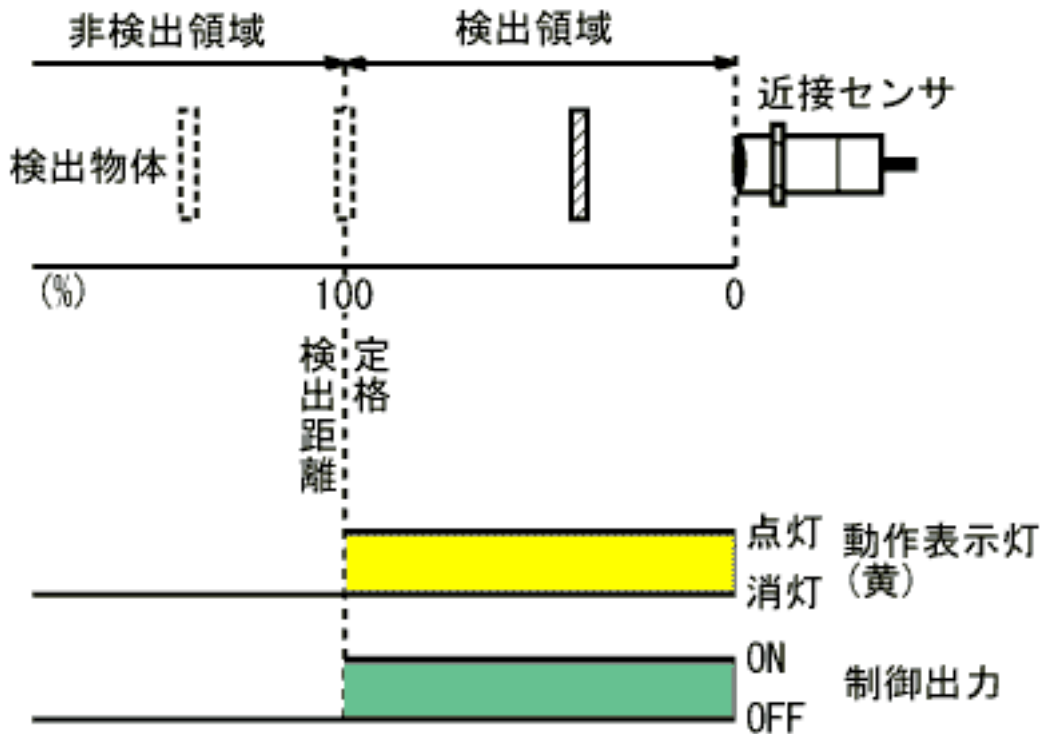 非検出領域
検出領域
近接センサ
検出物体
(%)
100
0
定格
検出距離
点灯
消灯
動作表示灯
(黄)
ON
OFF
制御出力